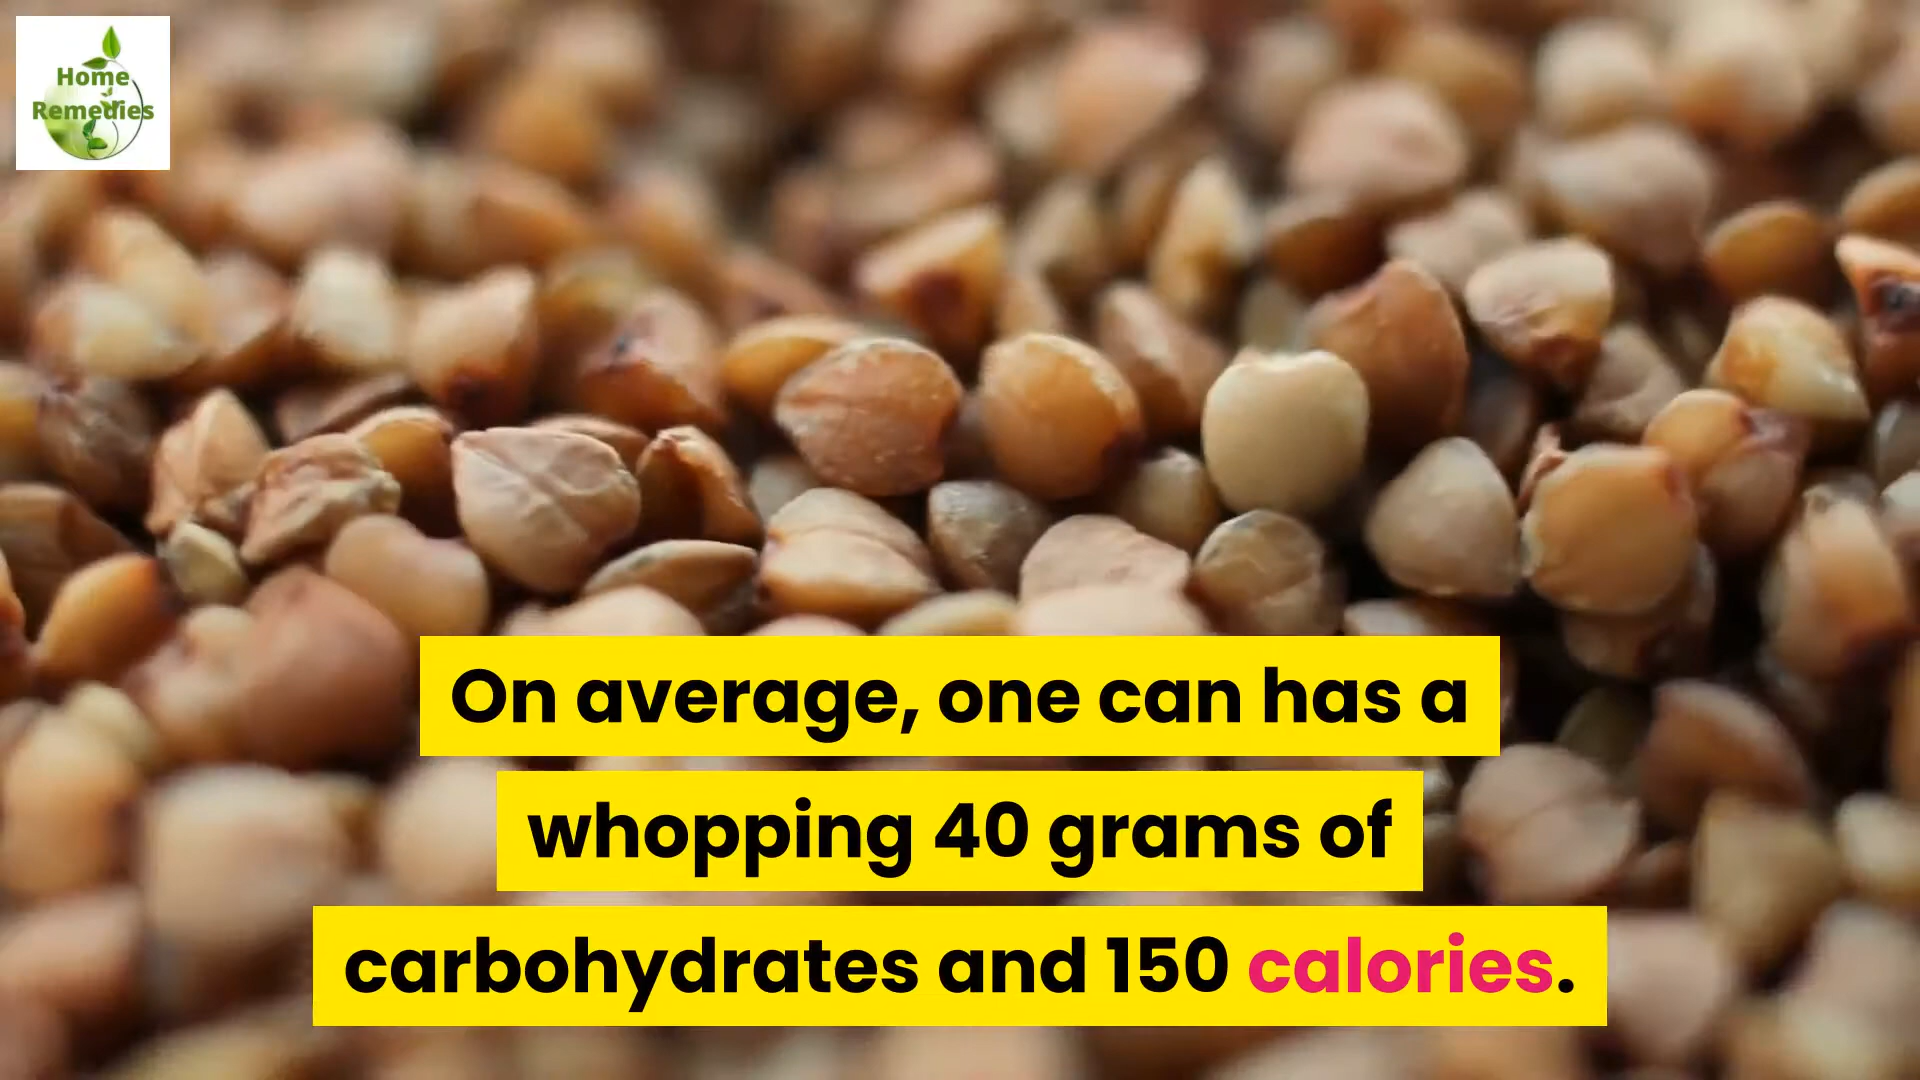 Home
Remedies
On average, one can has a
whopping 40 grams of
carbohydrates and 150 calories.